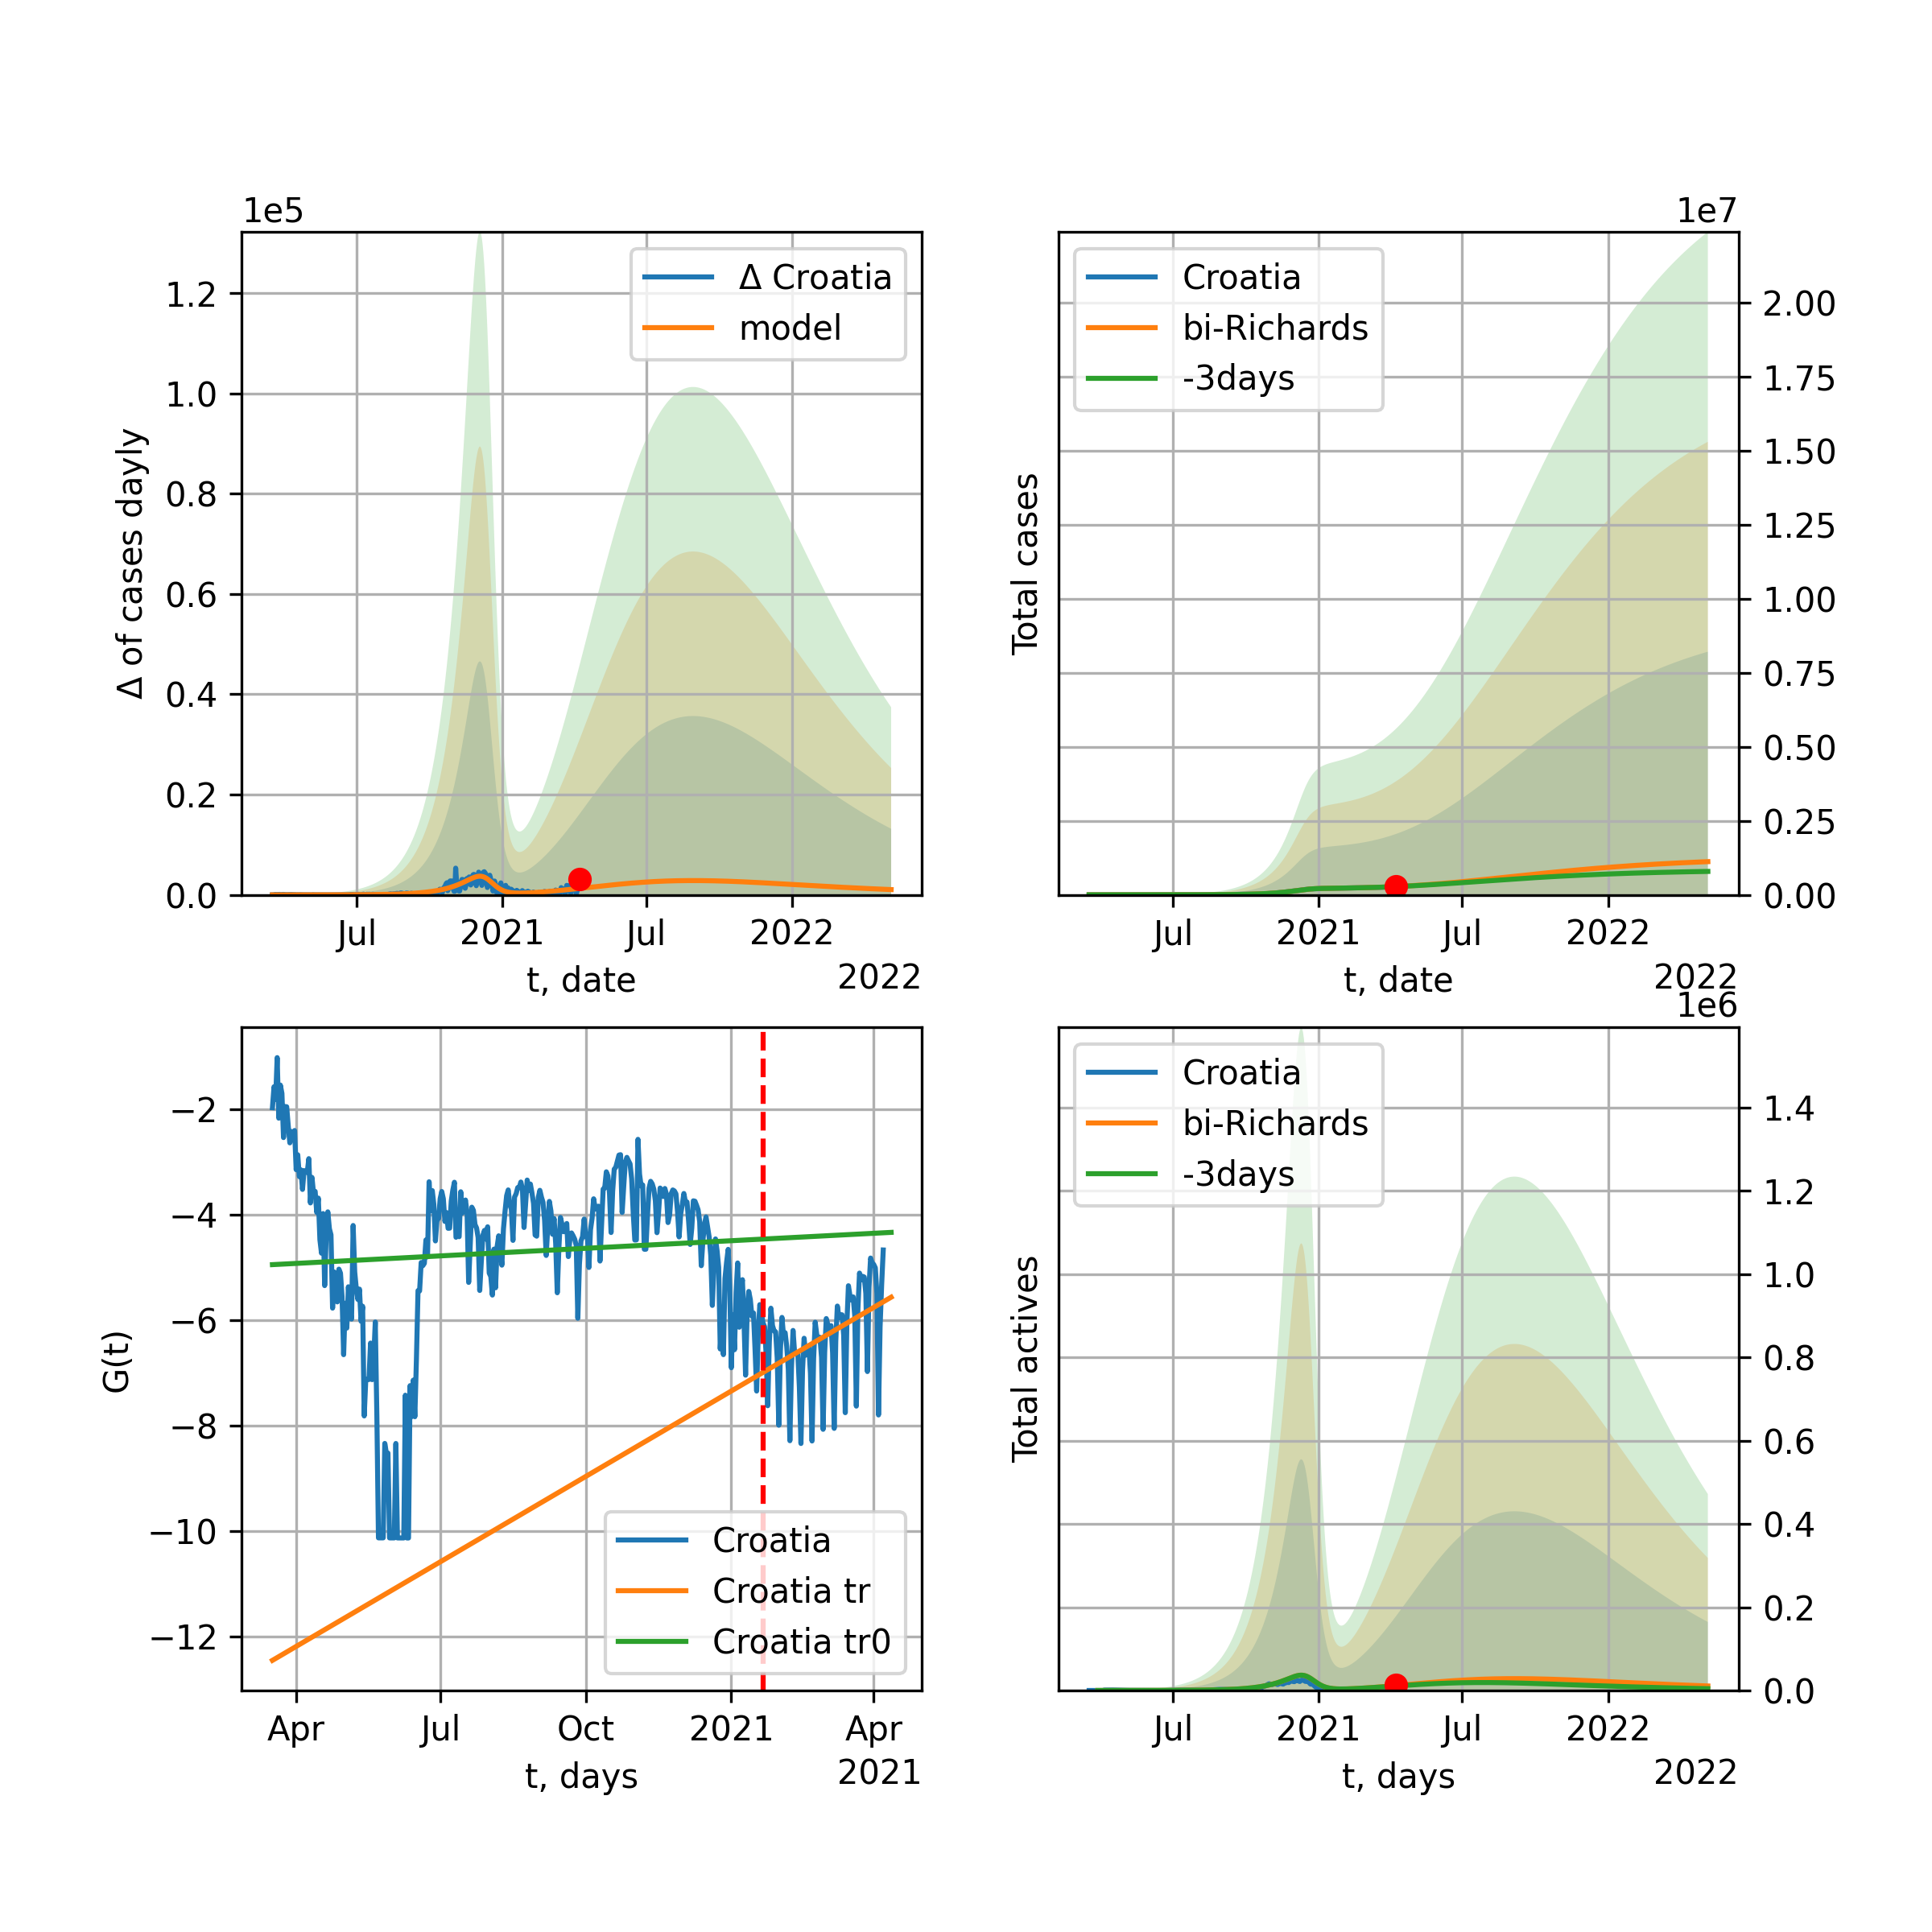 1e5
Δ of cases dayly
1.2
1.0
0.8
0.6
0.4
0.2
0.0
Δ Croatia
model
Jul
2021
Jul
2022
t, date
2022
1e7
Total cases
Croatia
bi-Richards
-3days
2.00
1.75
1.50
1.25
1.00
0.75
0.50
0.25
0.00
Jul
2021
Jul
2022
t, date
2022
G(t)
−2
−4
−6
−8
−10
−12
Croatia
Croatia tr
Croatia tr0
Apr
Jul
Oct
2021
Apr
t, days
2021
1e6
Total actives
Croatia
bi-Richards
-3days
1.4
1.2
1.0
0.8
0.6
0.4
0.2
0.0
Jul
2021
Jul
2022
t, days
2022